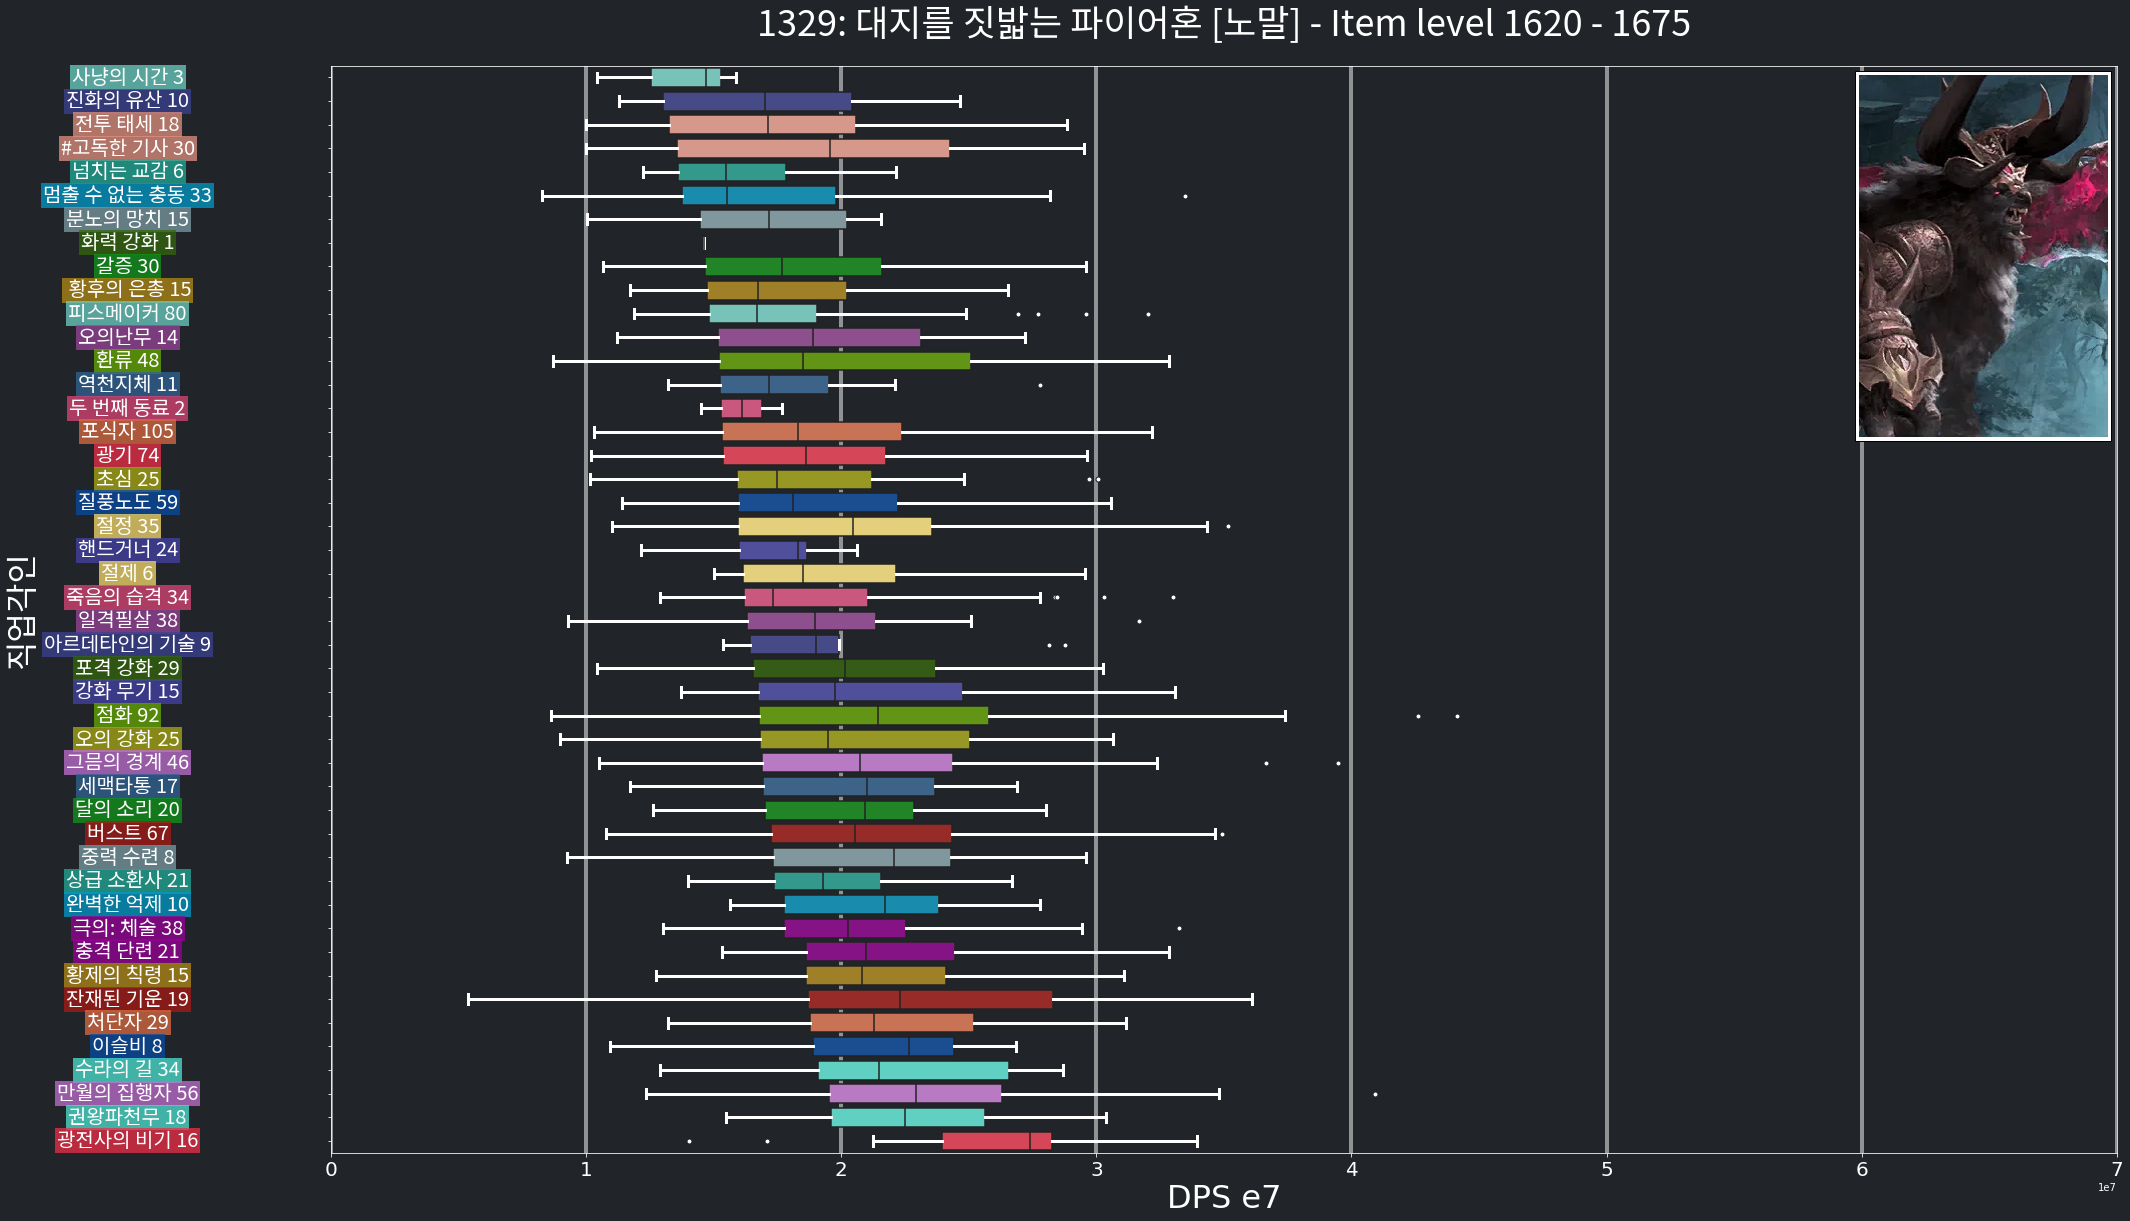 1329: 대지를 짓밟는 파이어혼 [노말] - Item level 1620 - 1675
사냥의 시간 3
진화의 유산 10
전투 태세 18
#고독한 기사 30
넘치는 교감 6
멈출 수 없는 충동 33
분노의 망치 15
화력 강화 1
갈증 30
황후의 은총 15
피스메이커 80
오의난무 14
환류 48
역천지체 11
두 번째 동료 2
포식자 105
광기 74
초심 25
질풍노도 59
절정 35
핸드거너 24
절제 6
죽음의 습격 34
일격필살 38
아르데타인의 기술 9
포격 강화 29
강화 무기 15
점화 92
오의 강화 25
그믐의 경계 46
세맥타통 17
달의 소리 20
버스트 67
중력 수련 8
상급 소환사 21
완벽한 억제 10
극의: 체술 38
충격 단련 21
황제의 칙령 15
잔재된 기운 19
처단자 29
이슬비 8
수라의 길 34
만월의 집행자 56
권왕파천무 18
광전사의 비기 16
직업각인
0 1 2 3 4 5 6 7
1e7
DPS e7